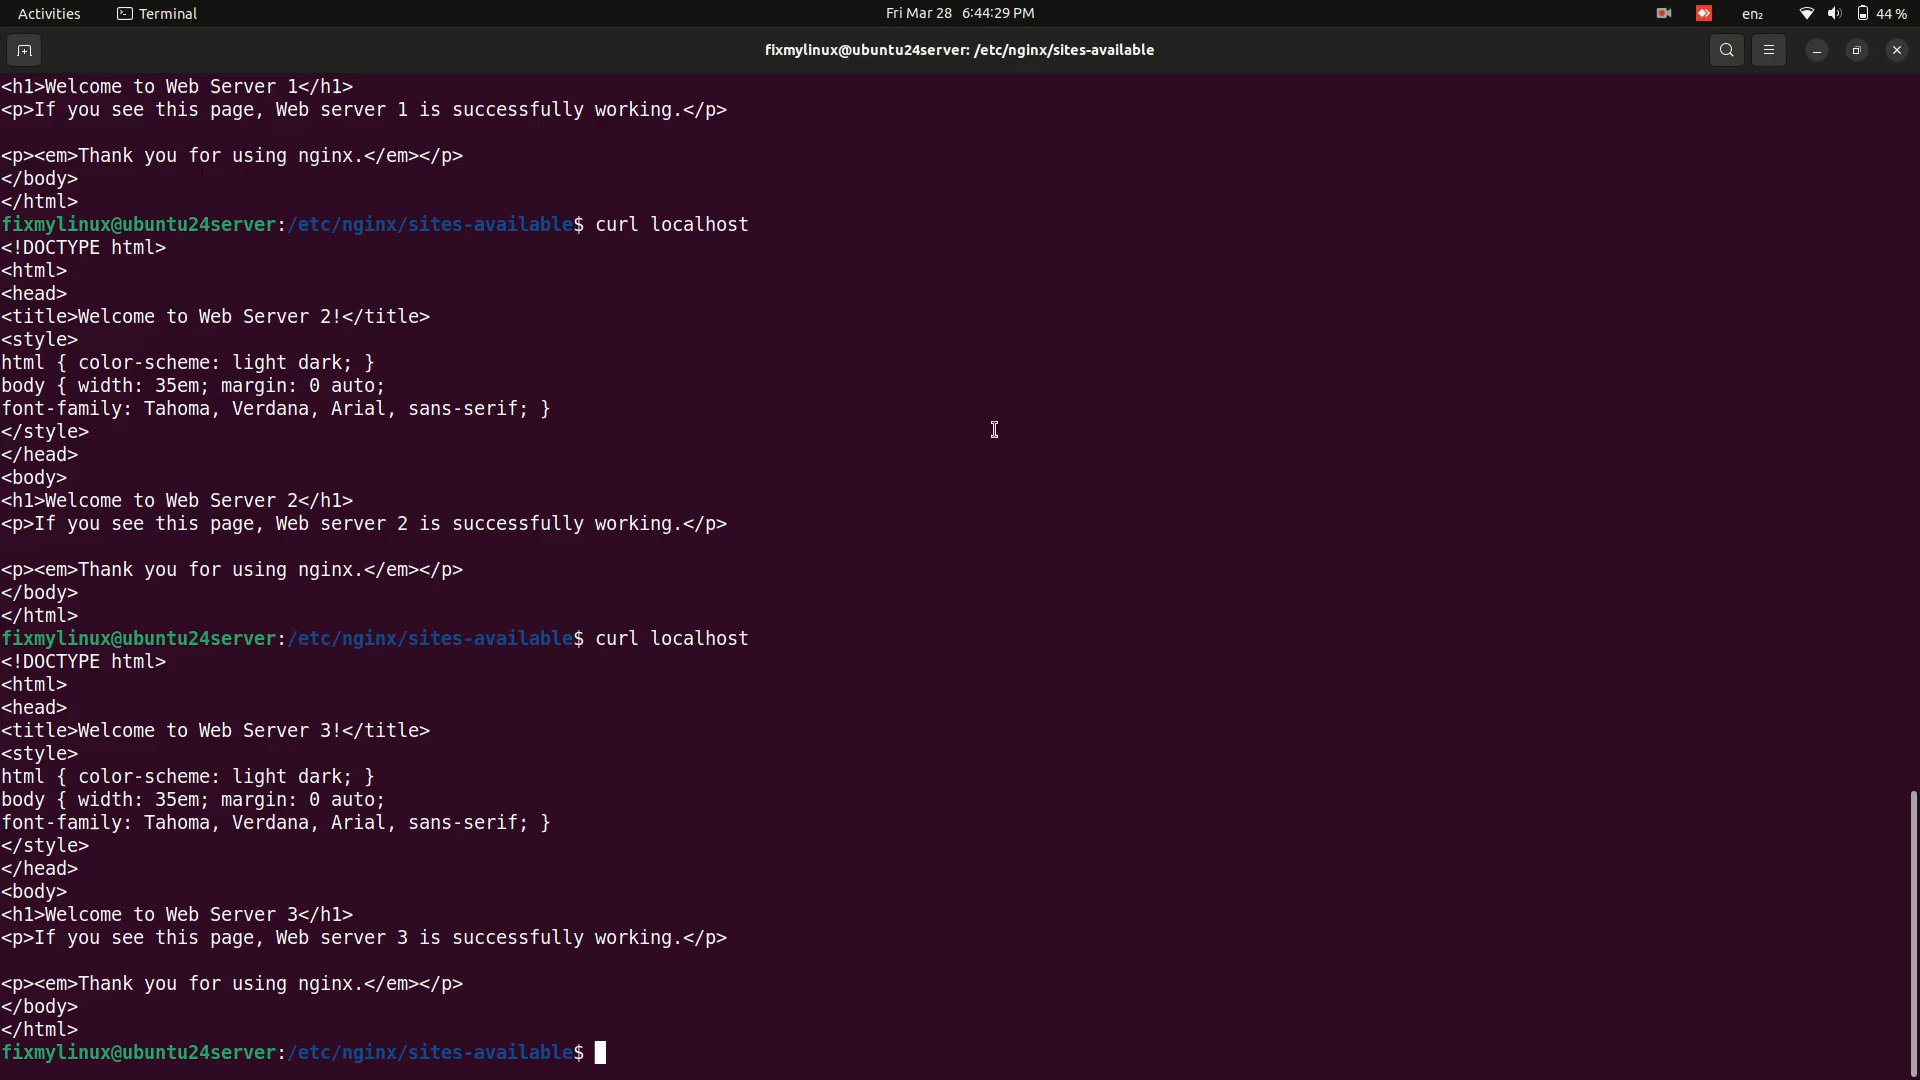 Activities Terminal Fri Mar 28 6:44:29 PM en₂ 44 %
fixmylinux@ubuntu24server: /etc/nginx/sites-available
<h1>Welcome to Web Server 1</h1>
<p>If you see this page, Web server 1 is successfully working.</p>
<p><em>Thank you for using nginx.</em></p>
</body>
</html>
fixmylinux@ubuntu24server:/etc/nginx/sites-available$ curl localhost
<!DOCTYPE html>
<html>
<head>
<title>Welcome to Web Server 2!</title>
<style>
html { color-scheme: light dark; }
body { width: 35em; margin: 0 auto;
font-family: Tahoma, Verdana, Arial, sans-serif; }
</style>
</head>
<body>
<h1>Welcome to Web Server 2</h1>
<p>If you see this page, Web server 2 is successfully working.</p>
<p><em>Thank you for using nginx.</em></p>
</body>
</html>
fixmylinux@ubuntu24server:/etc/nginx/sites-available$ curl localhost
<!DOCTYPE html>
<html>
<head>
<title>Welcome to Web Server 3!</title>
<style>
html { color-scheme: light dark; }
body { width: 35em; margin: 0 auto;
font-family: Tahoma, Verdana, Arial, sans-serif; }
</style>
</head>
<body>
<h1>Welcome to Web Server 3</h1>
<p>If you see this page, Web server 3 is successfully working.</p>
<p><em>Thank you for using nginx.</em></p>
</body>
</html>
fixmylinux@ubuntu24server:/etc/nginx/sites-available$